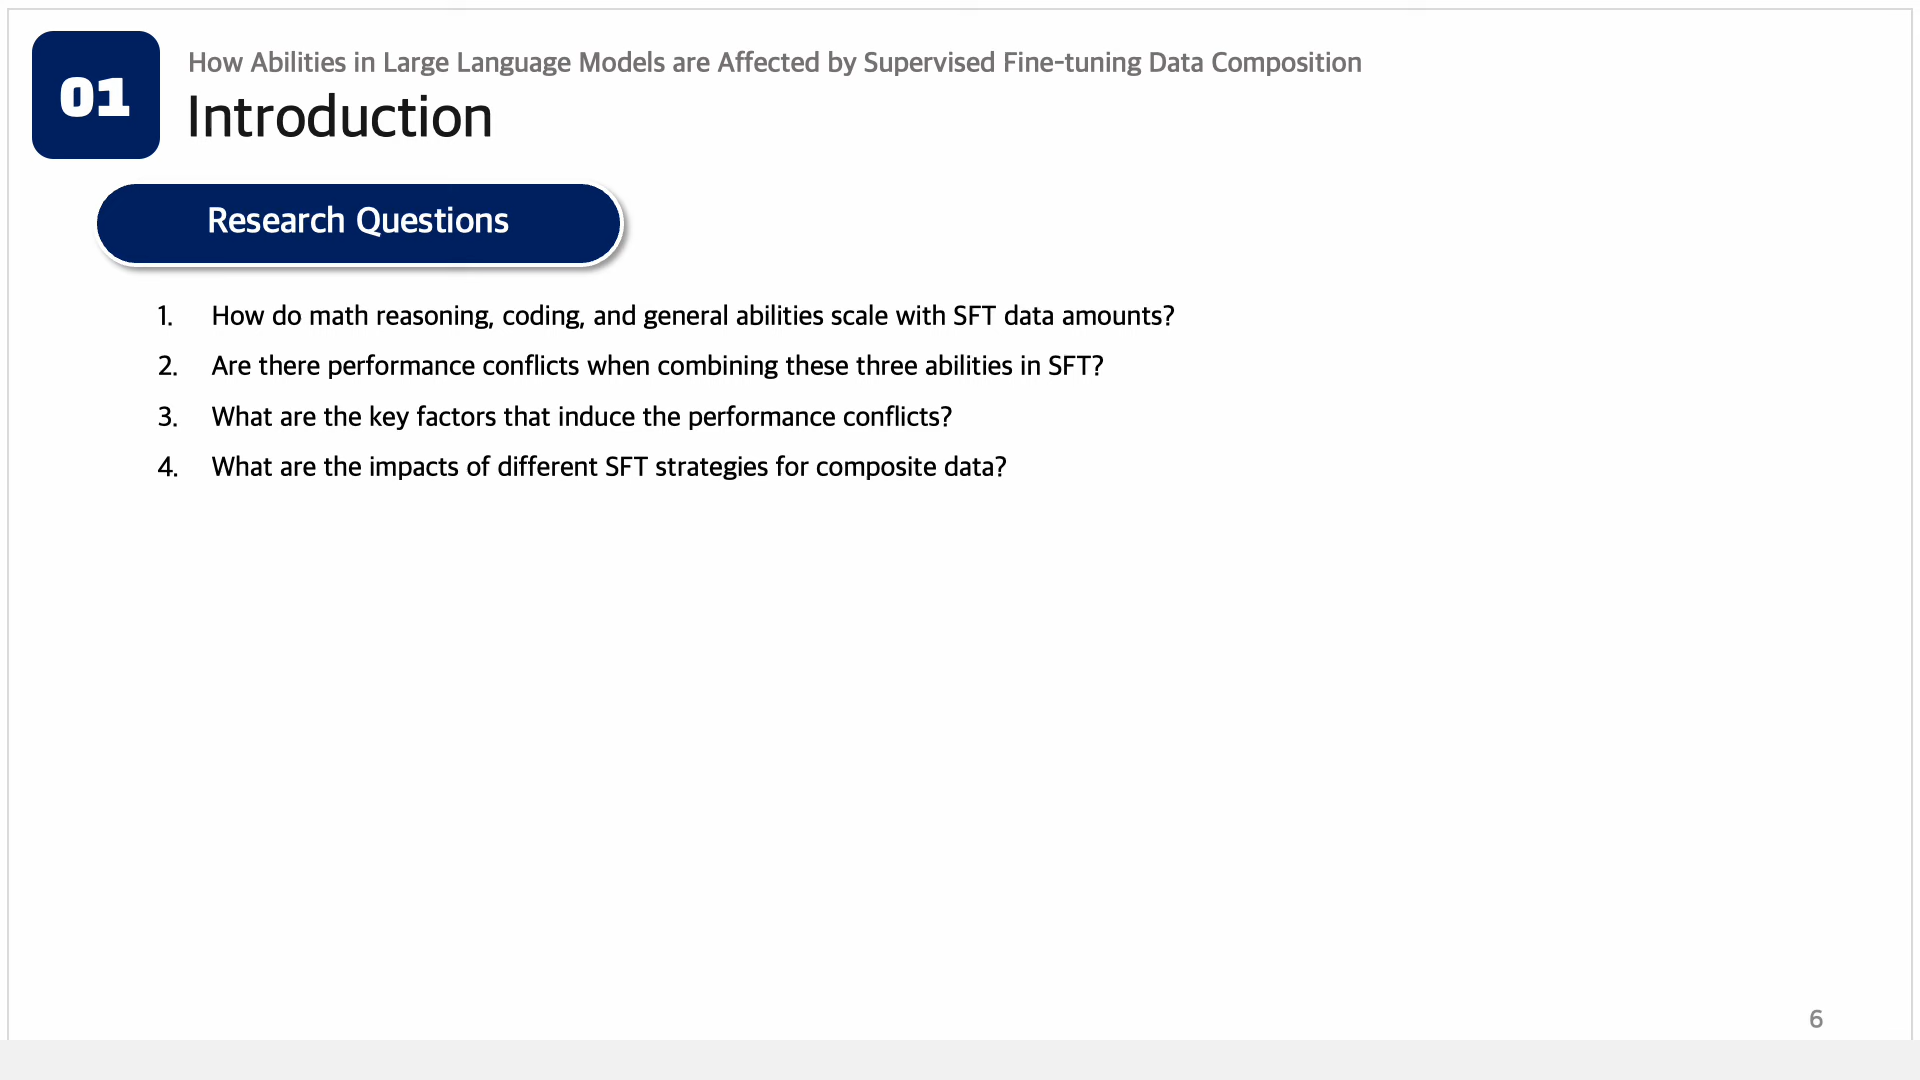 01
How Abilities in Large Language Models are Affected by Supervised Fine-tuning Data Composition
Introduction
Research Questions
1. How do math reasoning, coding, and general abilities scale with SFT data amounts?
2. Are there performance conflicts when combining these three abilities in SFT?
3. What are the key factors that induce the performance conflicts?
4. What are the impacts of different SFT strategies for composite data?
6